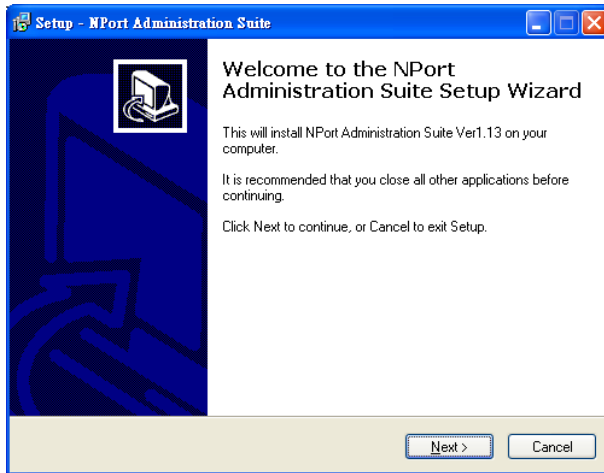 Setup - NPort Administration Suite
Welcome to the NPort
Administration Suite Setup Wizard
This will install NPort Administration Suite Ver1.13 on your
computer.
It is recommended that you close all other applications before
continuing.
Click Next to continue, or Cancel to exit Setup.
Next > Cancel